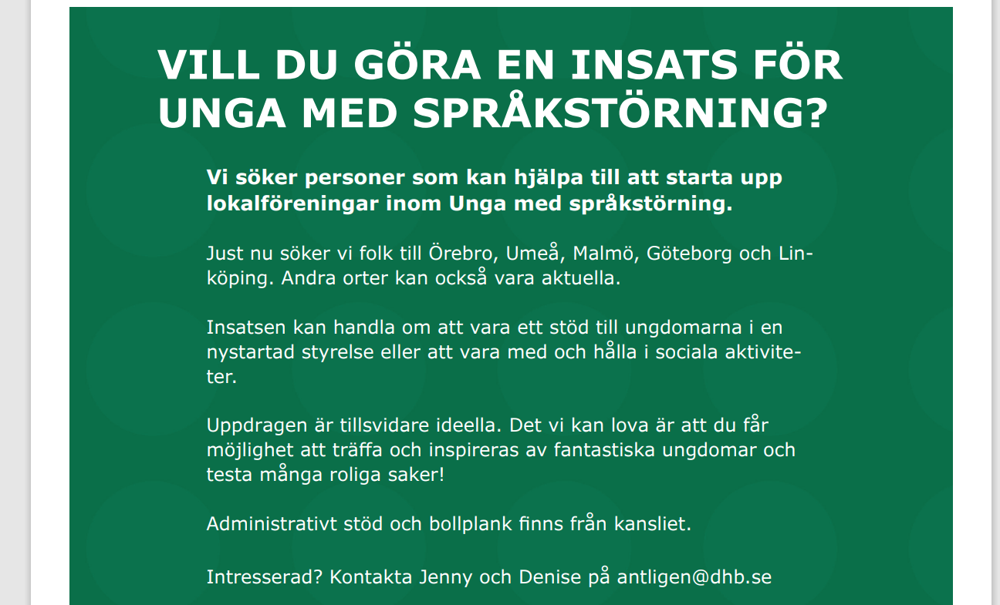 VILL DU GÖRA EN INSATS FÖR
UNGA MED SPRÅKSTÖRNING?
Vi söker personer som kan hjälpa till att starta upp
lokalföreningar inom Unga med språkstörning.
Just nu söker vi folk till Örebro, Umeå, Malmö, Göteborg och Lin-
köping. Andra orter kan också vara aktuella.
Insatsen kan handla om att vara ett stöd till ungdomarna i en
nystartad styrelse eller att vara med och hålla i sociala aktivite-
ter.
Uppdragen är tillsvidare ideella. Det vi kan lova är att du får
möjlighet att träffa och inspireras av fantastiska ungdomar och
testa många roliga saker!
Administrativt stöd och bollplank finns från kansliet.
Intresserad? Kontakta Jenny och Denise på antligen@dhb.se